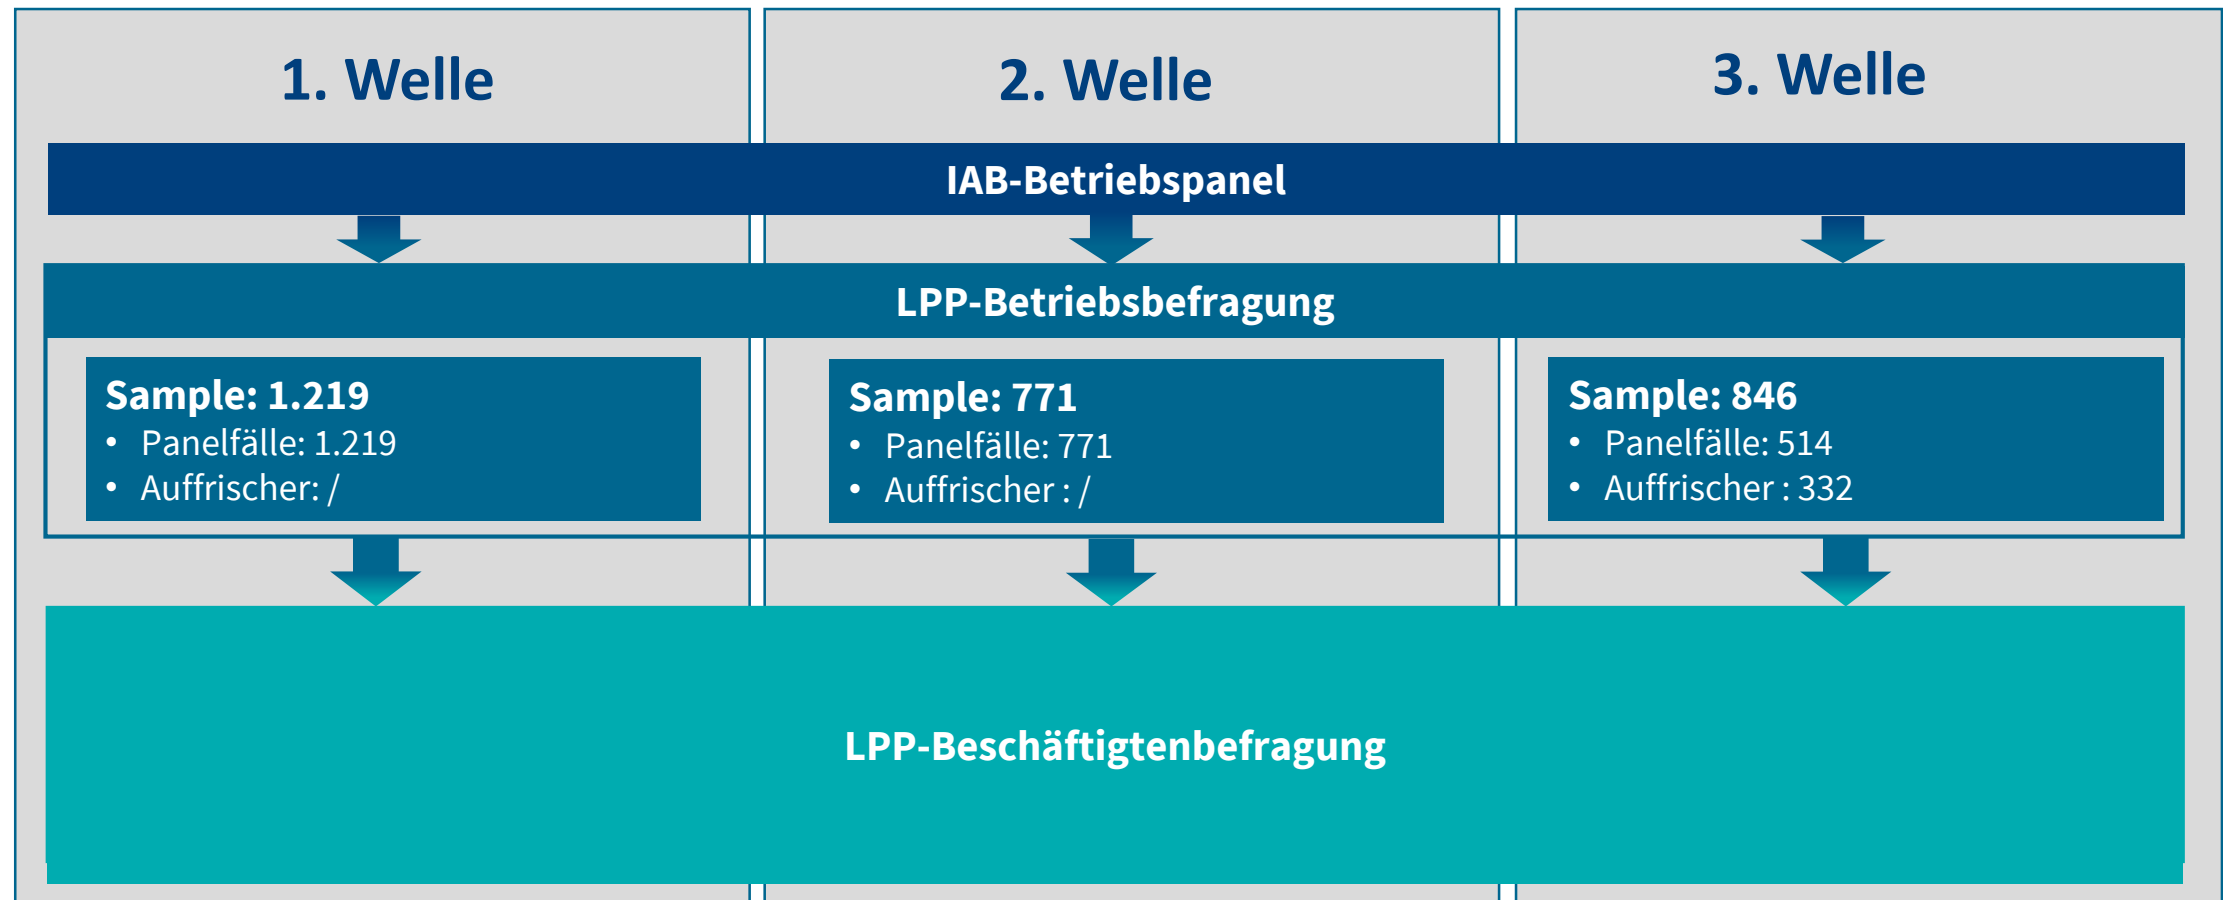 1. Welle
2. Welle
3. Welle
IAB-Betriebspanel
LPP-Betriebsbefragung
Sample: 1.219
• Panelfälle: 1.219
• Auffrischer: /
Sample: 771
• Panelfälle: 771
• Auffrischer : /
Sample: 846
• Panelfälle: 514
• Auffrischer : 332
LPP-Beschäftigtenbefragung